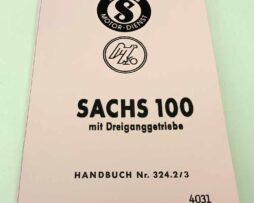 S
MOTOR-DIENST
SACHS 100
mit Dreiganggetriebe
HANDBUCH Nr. 324.2/3
4031